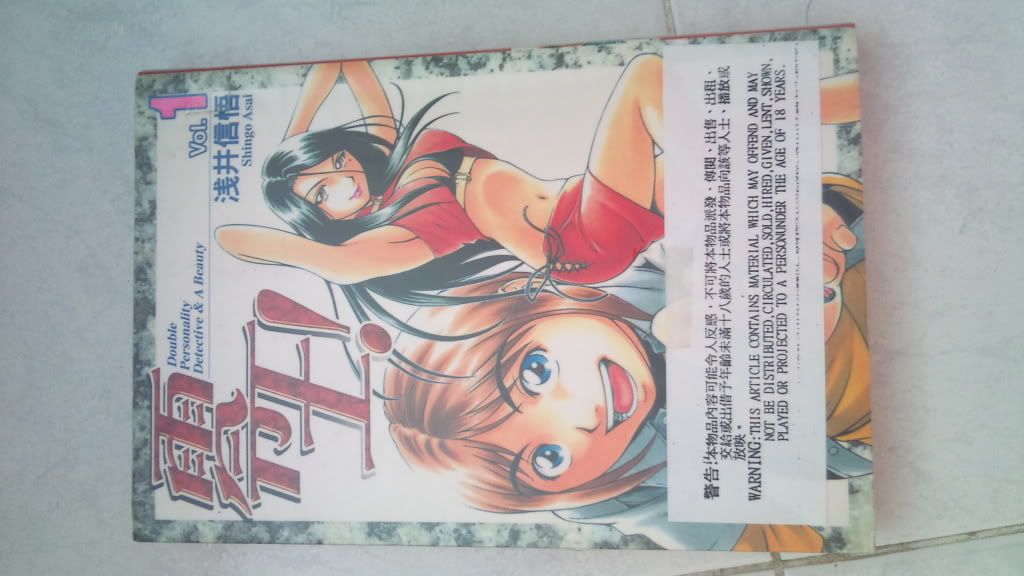 Vol. 1
浅井信悟
Shingo Asai
Double
Personality
Detective & A Beauty
警告:本物品內容可能令人反感,不可將本物品派發、傳閱、出售、出租、
交給或出借予年齡未滿十八歲的人士或將本物品向該等人士、播放或
放映。
WARNING:THIS ARTICLE CONTAINS MATERIAL WHICH MAY OFFEND AND MAY
NOT BE DISTRIBUTED,CIRCULATED,SOLD,HIRED,GIVEN,LENT,SHOWN,
PLAYED OR PROJECTED TO A PERSONUNDER THE AGE OF 18 YEARS.